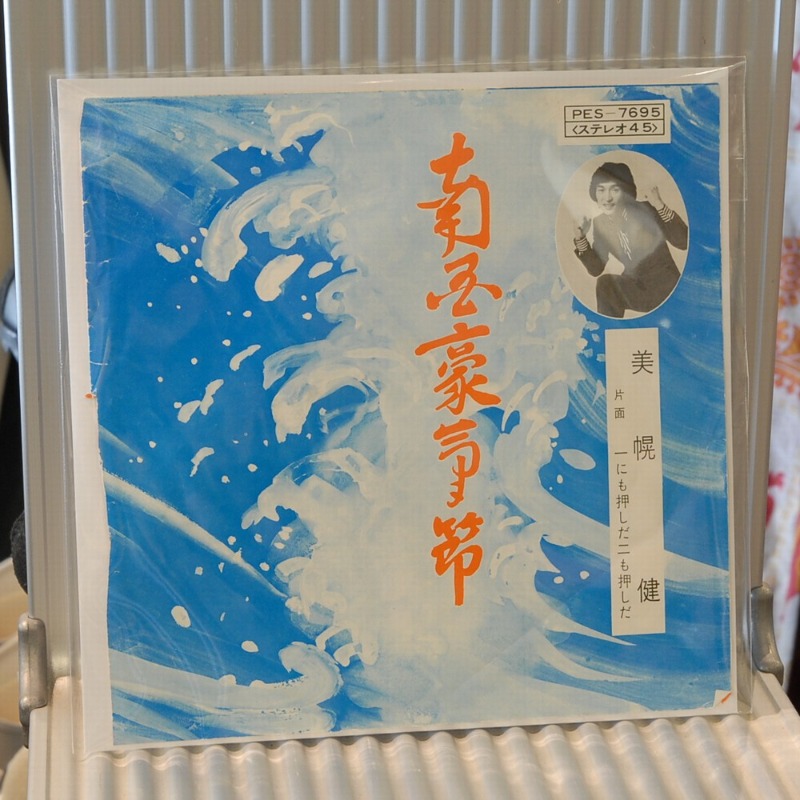 PES-7695
〈ステレオ45〉
南国豪気節
美幌健
片面 一にも押しだ二も押しだ